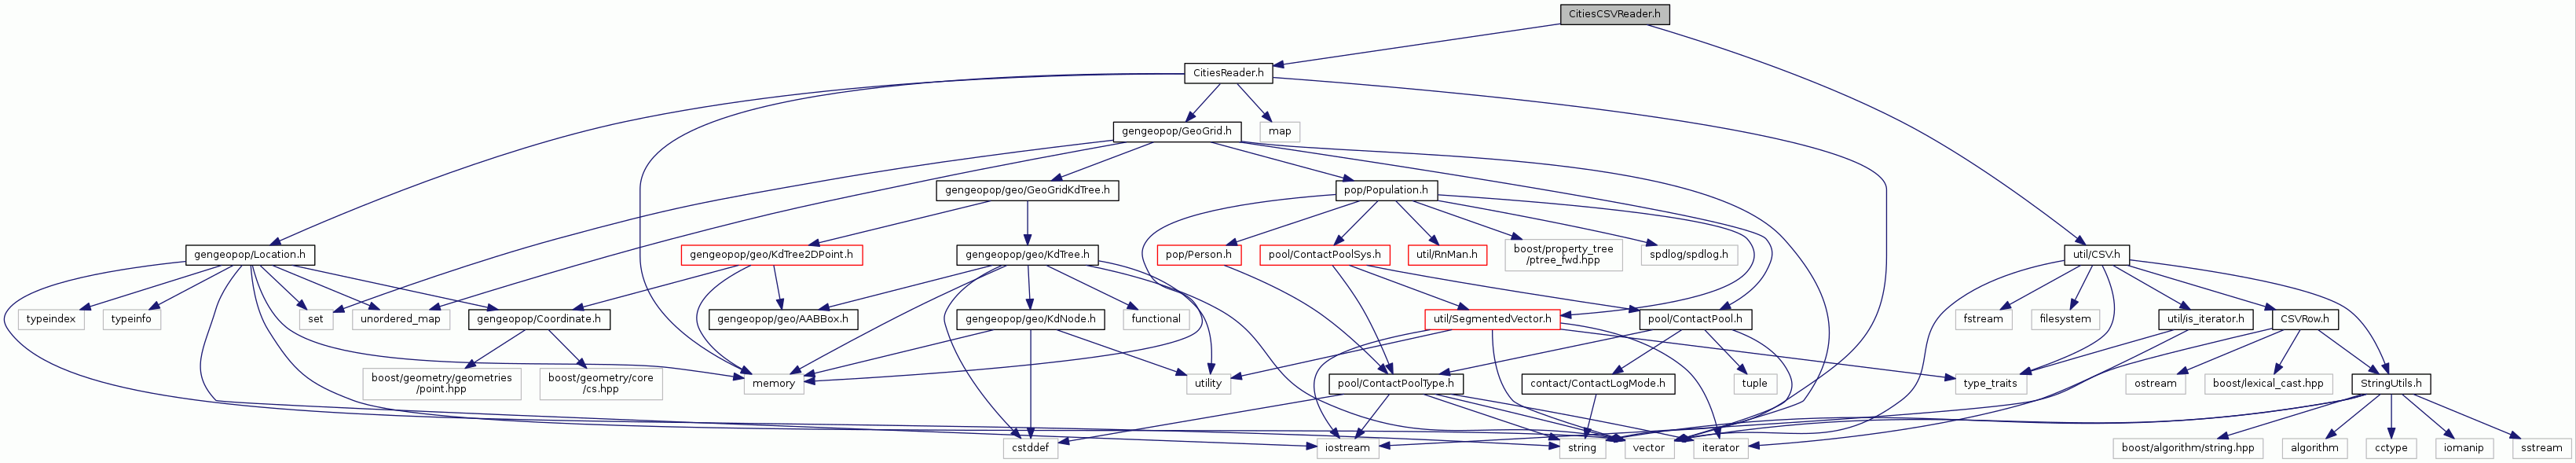 CitiesCSVReader.h
CitiesReader.h
gengeopop/GeoGrid.h
map
gengeopop/geo/GeoGridKdTree.h
pop/Population.h
gengeopop/Location.h
gengeopop/geo/KdTree2DPoint.h
gengeopop/geo/KdTree.h
pop/Person.h
pool/ContactPoolSys.h
util/RnMan.h
boost/property_tree
/ptree_fwd.hpp
spdlog/spdlog.h
util/CSV.h
typeindex
typeinfo
set
unordered_map
gengeopop/Coordinate.h
gengeopop/geo/AABBox.h
gengeopop/geo/KdNode.h
functional
util/SegmentedVector.h
pool/ContactPool.h
fstream
filesystem
util/is_iterator.h
CSVRow.h
boost/geometry/geometries
/point.hpp
boost/geometry/core
/cs.hpp
memory
utility
pool/ContactPoolType.h
contact/ContactLogMode.h
tuple
type_traits
ostream
boost/lexical_cast.hpp
StringUtils.h
cstddef
iostream
string
vector
iterator
boost/algorithm/string.hpp
algorithm
cctype
iomanip
sstream